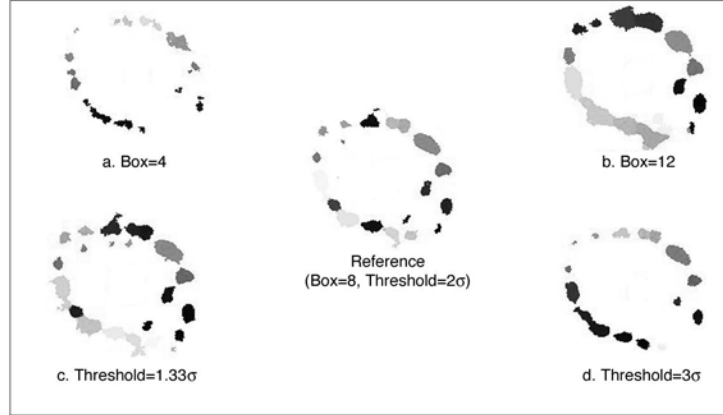 a. Box=4
b. Box=12
Reference
(Box=8, Threshold=2σ)
c. Threshold=1.33σ
d. Threshold=3σ